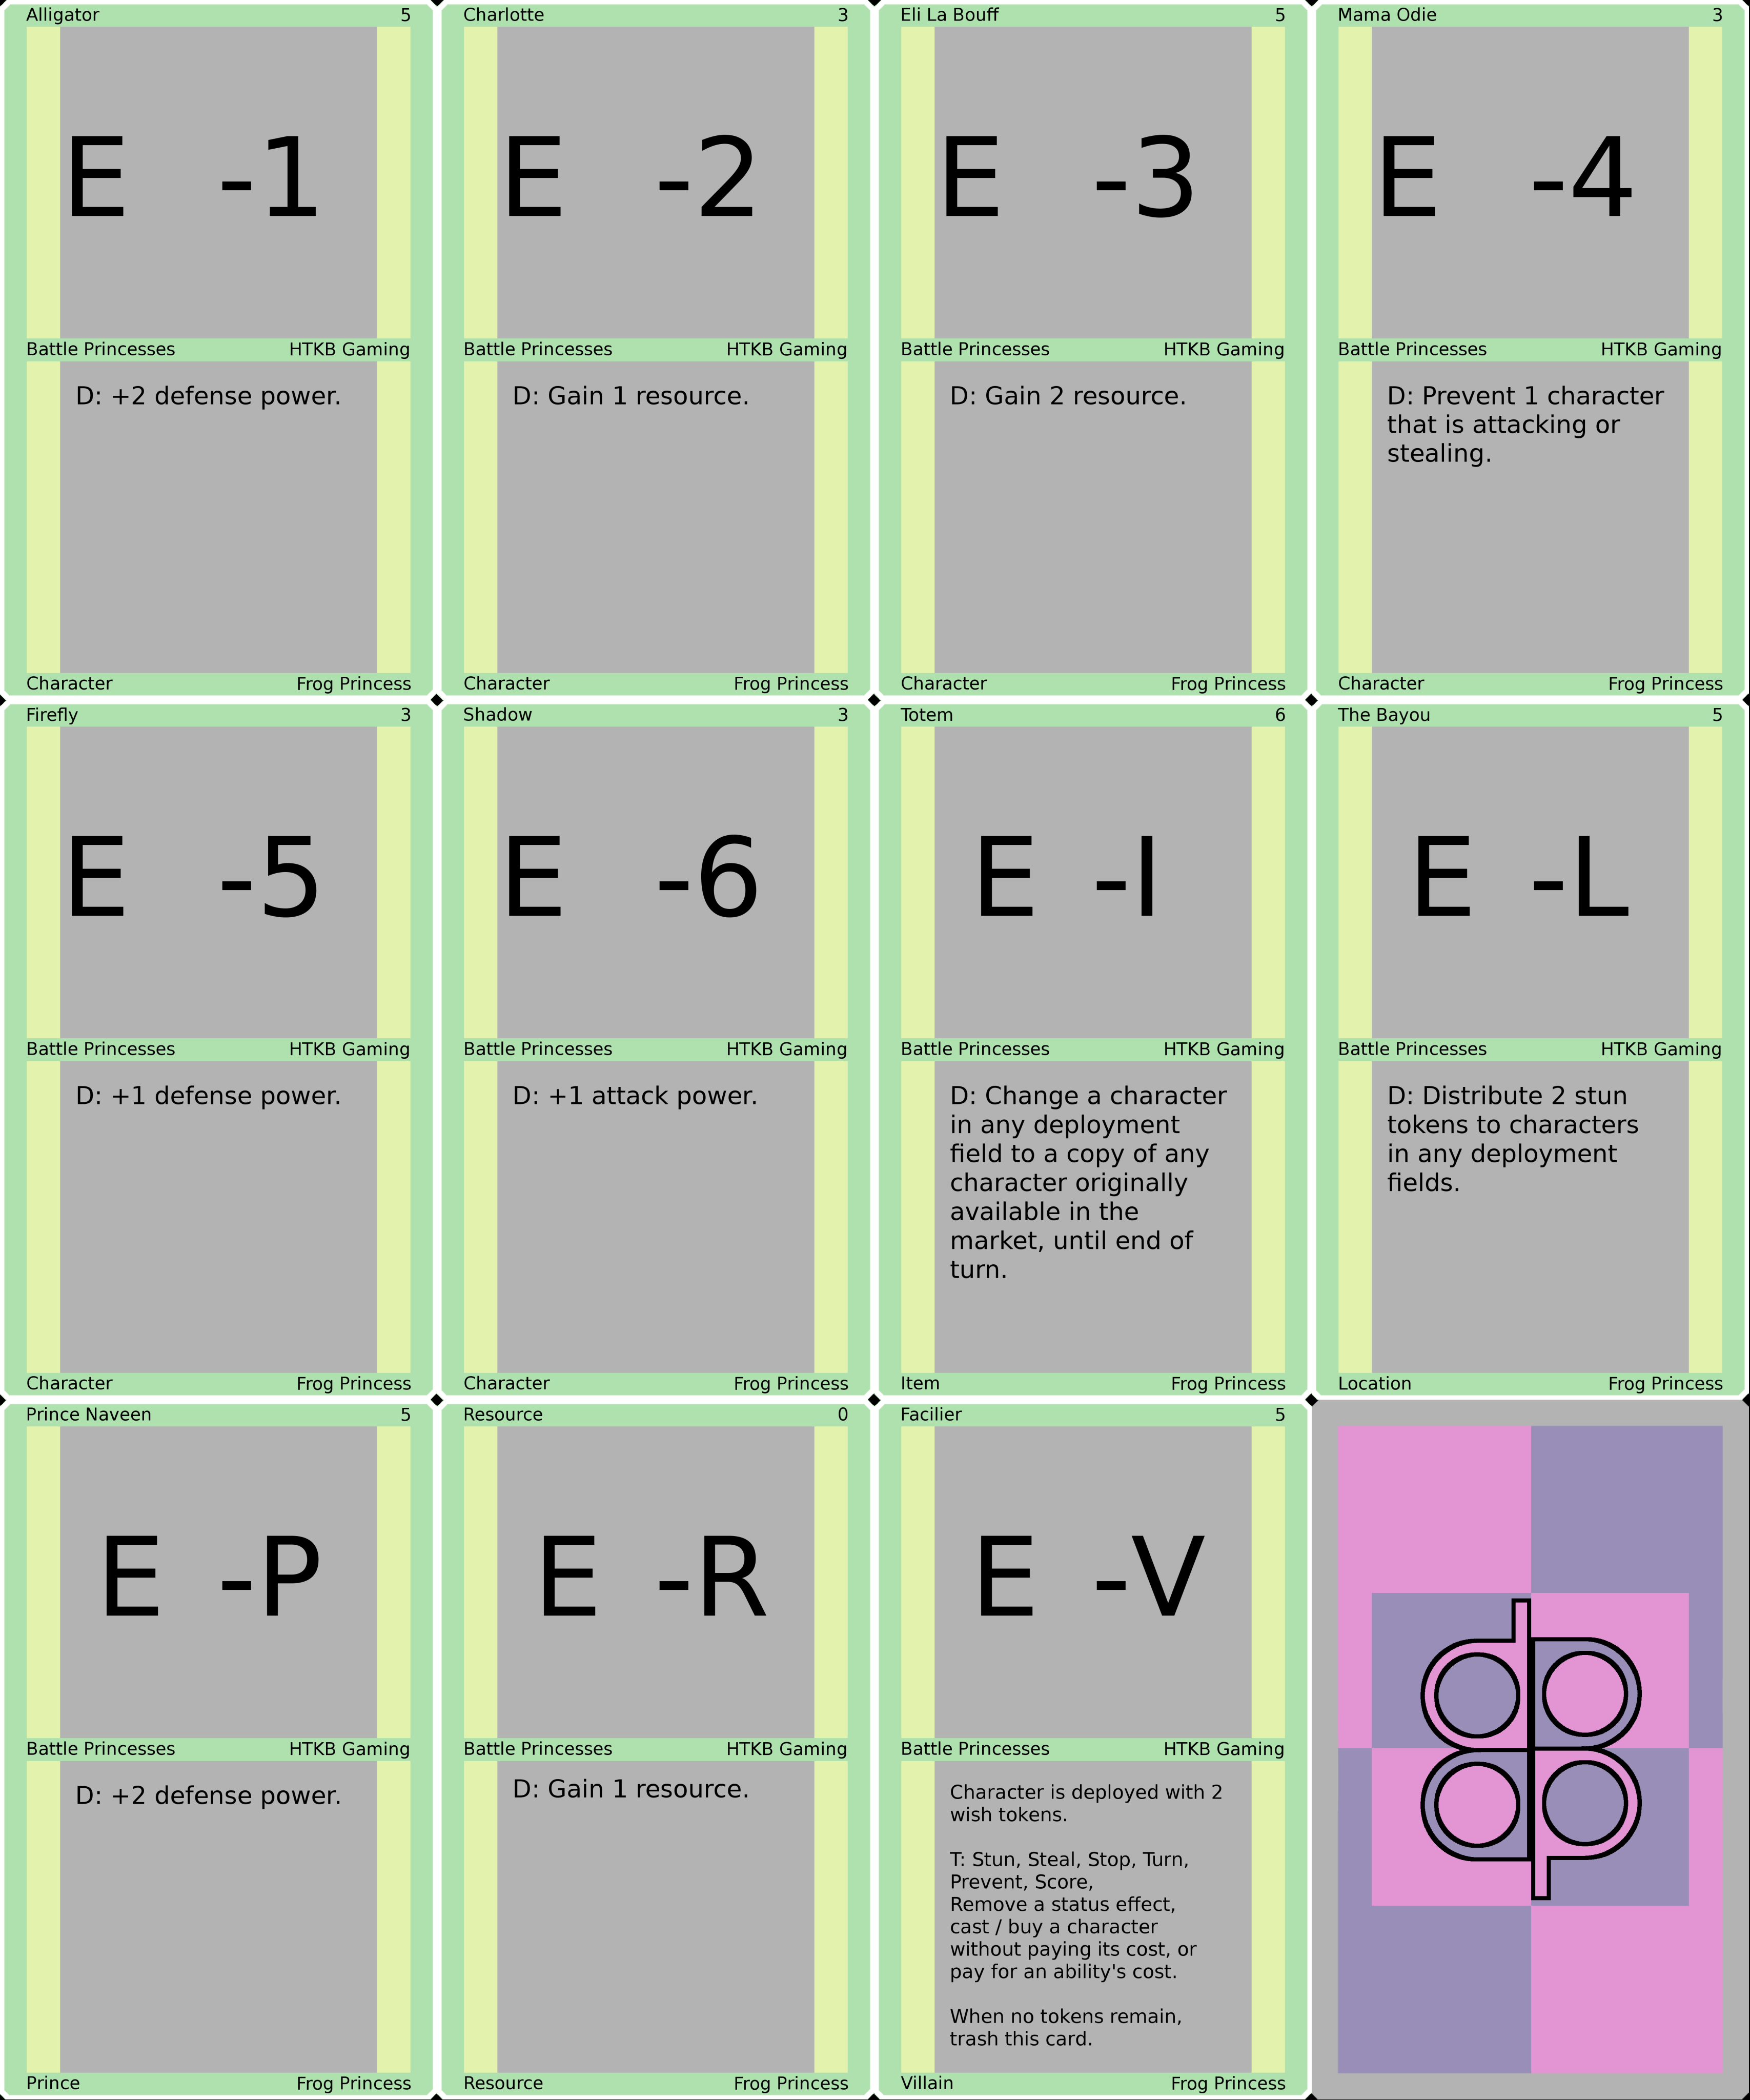 Alligator 5
E -1
Battle Princesses HTKB Gaming
D: +2 defense power.
Character Frog Princess
Charlotte 3
E -2
Battle Princesses HTKB Gaming
D: Gain 1 resource.
Character Frog Princess
Eli La Bouff 5
E -3
Battle Princesses HTKB Gaming
D: Gain 2 resource.
Character Frog Princess
Mama Odie 3
E -4
Battle Princesses HTKB Gaming
D: Prevent 1 character
that is attacking or
stealing.
Character Frog Princess
Firefly 3
E -5
Battle Princesses HTKB Gaming
D: +1 defense power.
Character Frog Princess
Shadow 3
E -6
Battle Princesses HTKB Gaming
D: +1 attack power.
Character Frog Princess
Totem 6
E -I
Battle Princesses HTKB Gaming
D: Change a character
in any deployment
field to a copy of any
character originally
available in the
market, until end of
turn.
Item Frog Princess
The Bayou 5
E -L
Battle Princesses HTKB Gaming
D: Distribute 2 stun
tokens to characters
in any deployment
fields.
Location Frog Princess
Prince Naveen 5
E -P
Battle Princesses HTKB Gaming
D: +2 defense power.
Prince Frog Princess
Resource 0
E -R
Battle Princesses HTKB Gaming
D: Gain 1 resource.
Resource Frog Princess
Facilier 5
E -V
Battle Princesses HTKB Gaming
Character is deployed with 2
wish tokens.
T: Stun, Steal, Stop, Turn,
Prevent, Score,
Remove a status effect,
cast / buy a character
without paying its cost, or
pay for an ability's cost.
When no tokens remain,
trash this card.
Villain Frog Princess